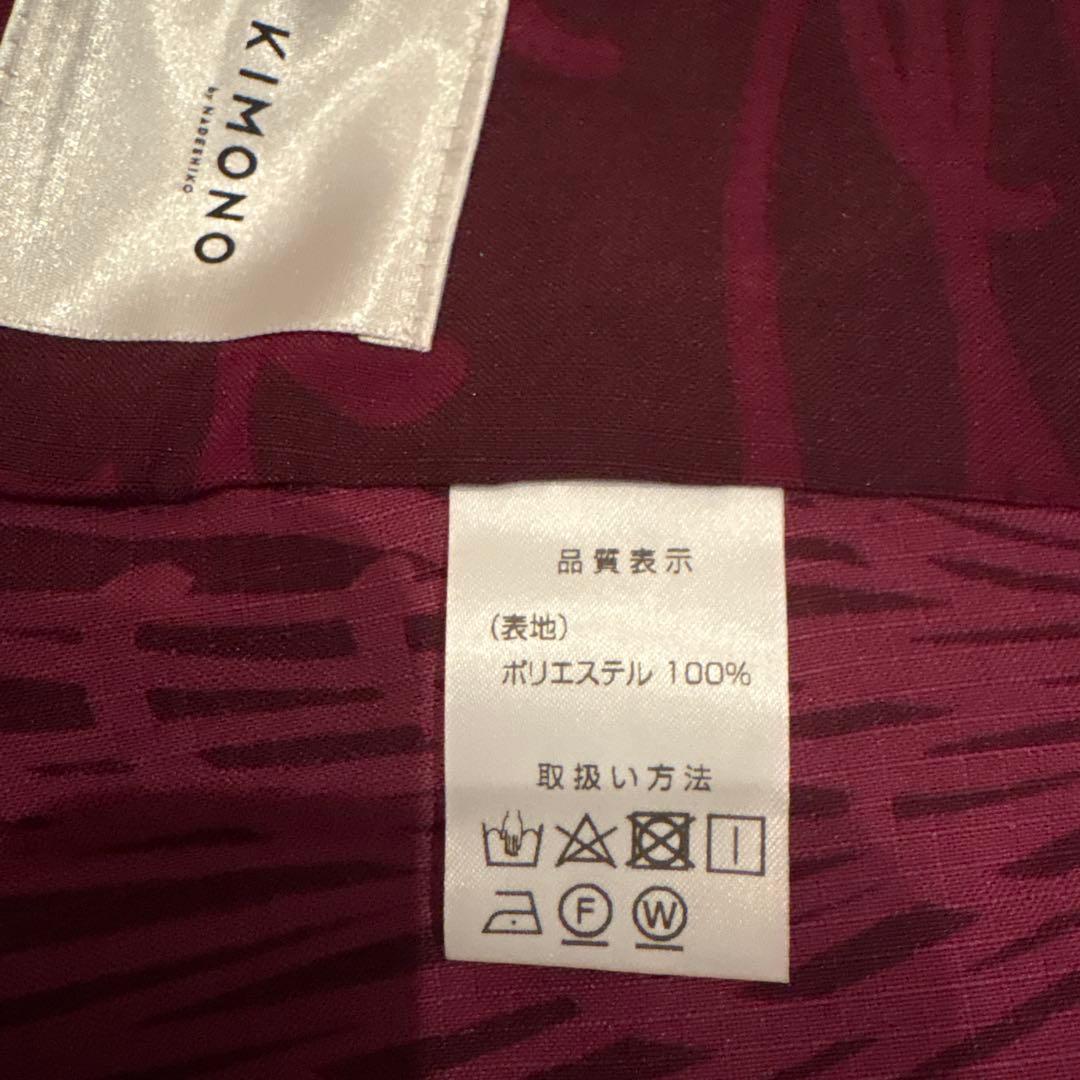 KIMONO
by NADESHIKO
品質表示
(表地)
ポリエステル 100%
取扱い方法
F W